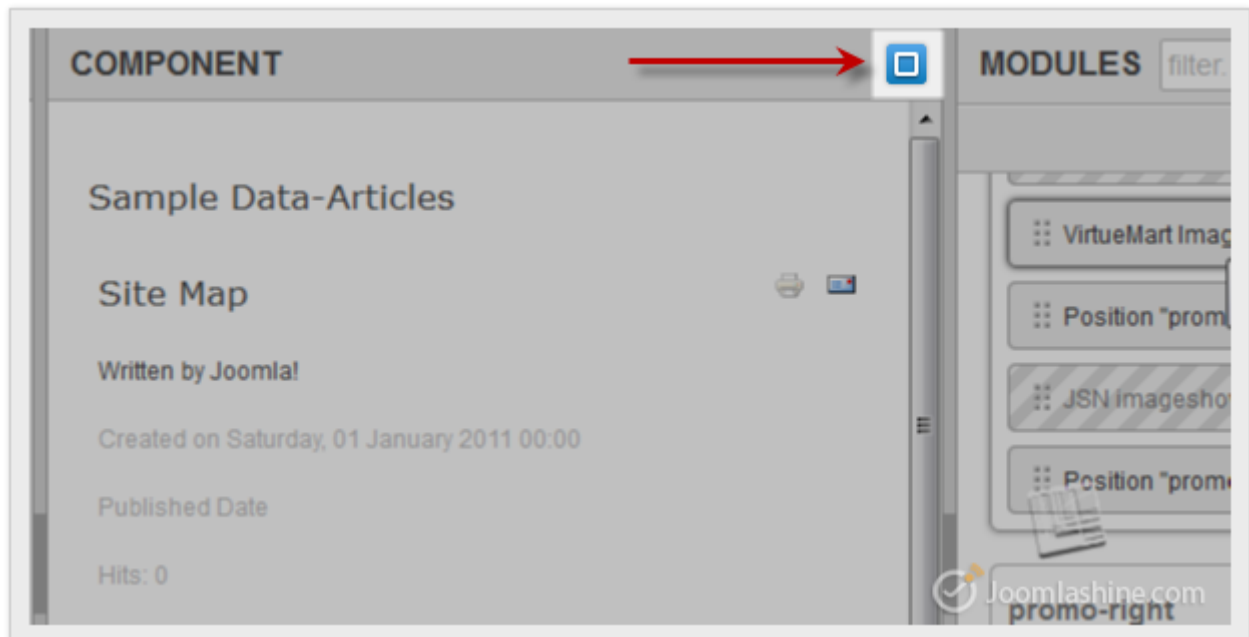 COMPONENT
MODULES filter.
Sample Data-Articles
Site Map
Written by Joomla!
Created on Saturday, 01 January 2011 00:00
Published Date
Hits: 0
VirtueMart Imag
Position "prom
JSN imagesho
Position "prom
promo-right
Joomlashine.com